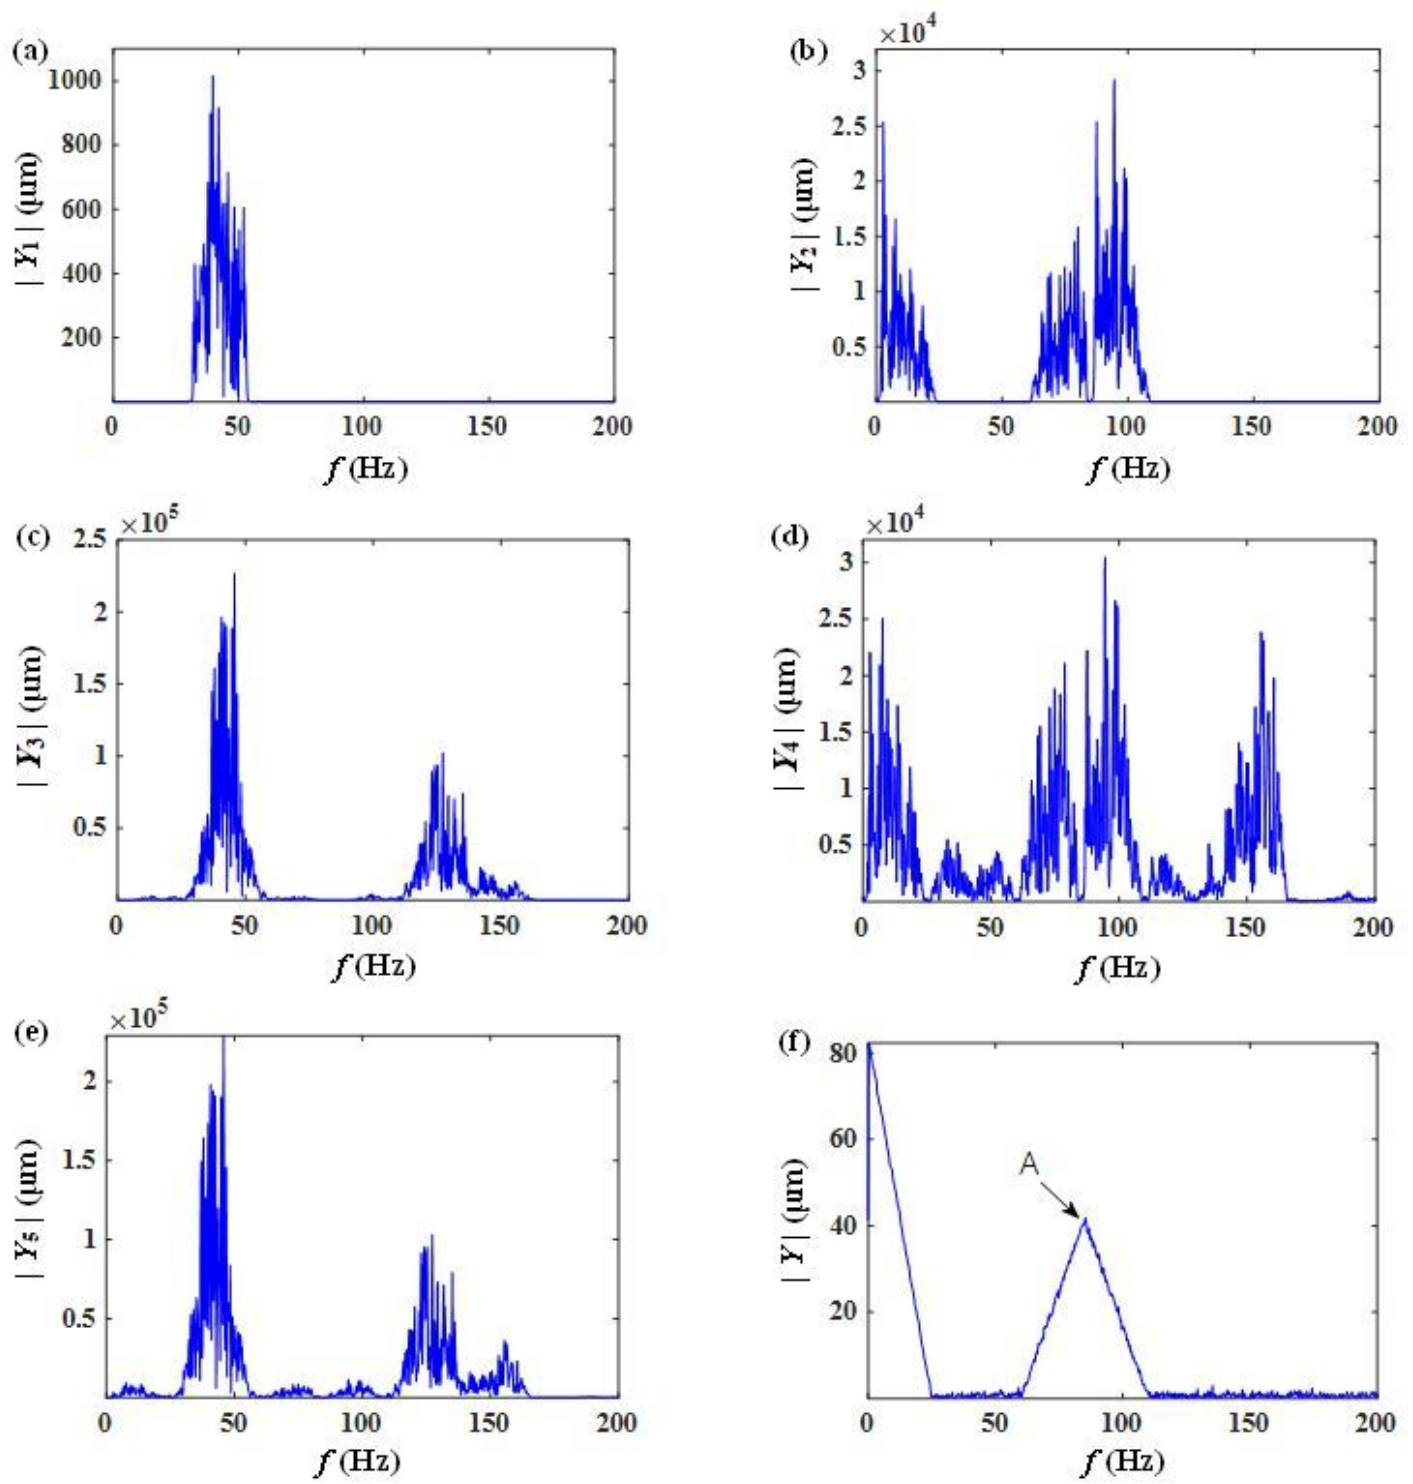 (a)
1000
800
600
400
200
0 50 100 150 200
| Y1 | (μm)
f (Hz)
(b)
×10^4
3
2.5
2
1.5
1
0.5
0 50 100 150 200
| Y2 | (μm)
f (Hz)
(c)
×10^5
2.5
2
1.5
1
0.5
0 50 100 150 200
| Y3 | (μm)
f (Hz)
(d)
×10^4
3
2.5
2
1.5
1
0.5
0 50 100 150 200
| Y4 | (μm)
f (Hz)
(e)
×10^5
2
1.5
1
0.5
0 50 100 150 200
| Y5 | (μm)
f (Hz)
(f)
80
60
40
20
A
0 50 100 150 200
| Y | (μm)
f (Hz)